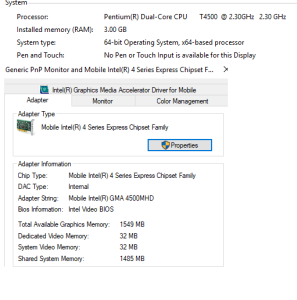 System
Processor: Pentium(R) Dual-Core CPU T4500 @ 2.30GHz 2.30 GHz
Installed memory (RAM): 3.00 GB
System type: 64-bit Operating System, x64-based processor
Pen and Touch: No Pen or Touch Input is available for this Display
Generic PnP Monitor and Mobile Intel(R) 4 Series Express Chipset F...
Intel(R) Graphics Media Accelerator Driver for Mobile
Adapter Monitor Color Management
Adapter Type
Mobile Intel(R) 4 Series Express Chipset Family
Properties
Adapter Information
Chip Type: Mobile Intel(R) 4 Series Express Chipset Family
DAC Type: Internal
Adapter String: Mobile Intel(R) GMA 4500MHD
Bios Information: Intel Video BIOS
Total Available Graphics Memory: 1549 MB
Dedicated Video Memory: 32 MB
System Video Memory: 32 MB
Shared System Memory: 1485 MB